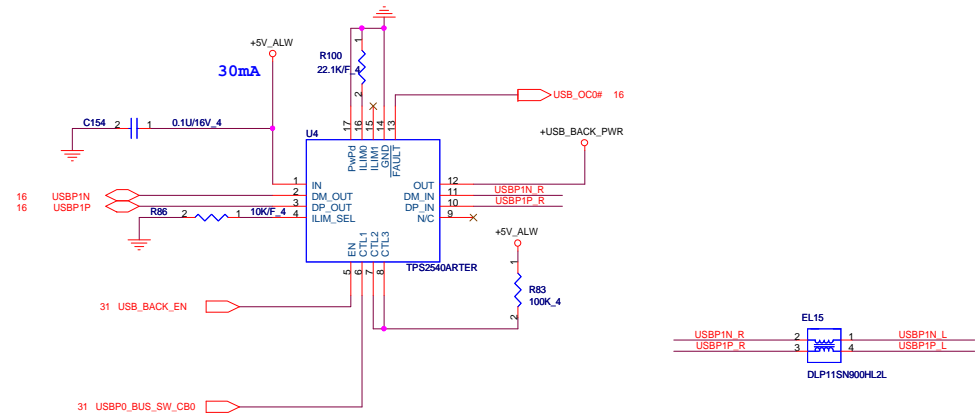 +5V_ALW
30mA
R100
22.1K/F_4
1
2
USB_OC0# 16
C154
2
1
0.1U/16V_4
U4
17
16
15
14
13
PwPd
ILIM0
ILIM1
GND
FAULT
+USB_BACK_PWR
1
IN
OUT
12
16 USBP1N
2
DM_OUT
DM_IN
11
USBP1N_R
16 USBP1P
3
DP_OUT
DP_IN
10
USBP1P_R
R86
2
1
10K/F_4
4
ILIM_SEL
N/C
9
EN
CTL1
CTL2
CTL3
5
6
7
8
TPS2540ARTER
+5V_ALW
1
R83
100K_4
2
31 USB_BACK_EN
EL15
USBP1N_R
2
1
USBP1N_L
USBP1P_R
3
4
USBP1P_L
DLP11SN900HL2L
31 USBP0_BUS_SW_CB0